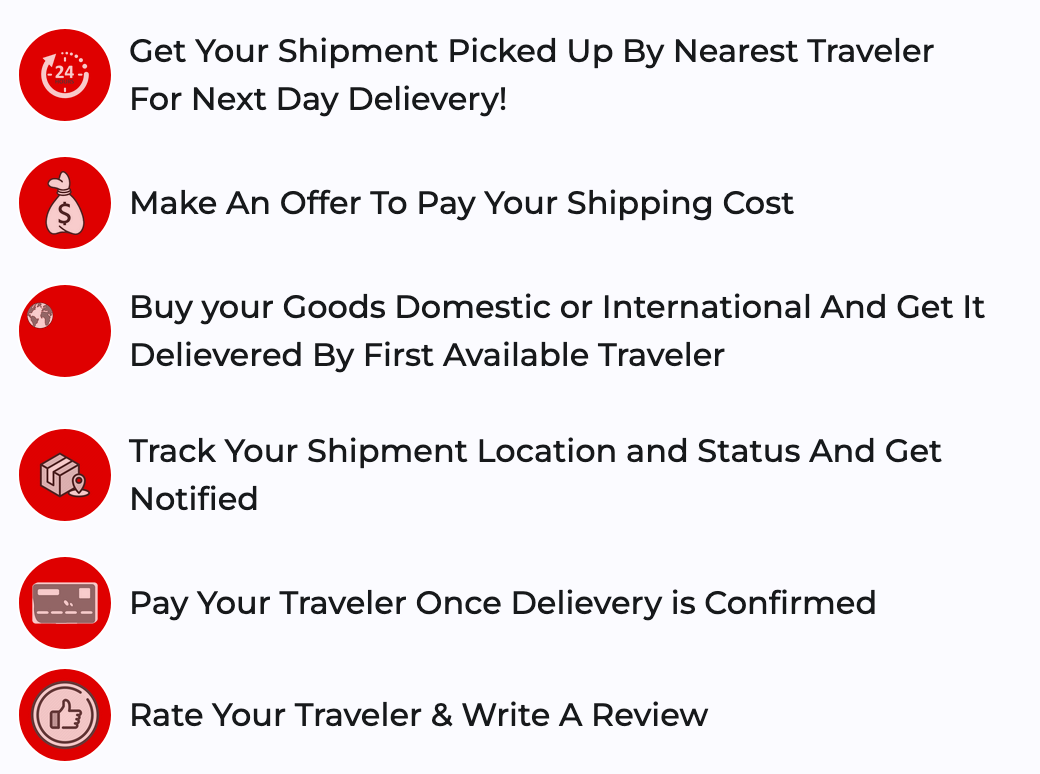 24
Get Your Shipment Picked Up By Nearest Traveler
For Next Day Delievery!
$
Make An Offer To Pay Your Shipping Cost
Buy your Goods Domestic or International And Get It
Delievered By First Available Traveler
Track Your Shipment Location and Status And Get
Notified
Pay Your Traveler Once Delievery is Confirmed
Rate Your Traveler & Write A Review